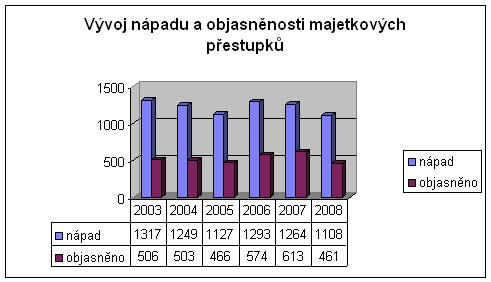 Vývoj nápadu a objasněnosti majetkových
přestupků
1500
1000
500
0
nápad
objasněno
2003 2004 2005 2006 2007 2008
nápad 1317 1249 1127 1293 1264 1108
objasněno 506 503 466 574 613 461